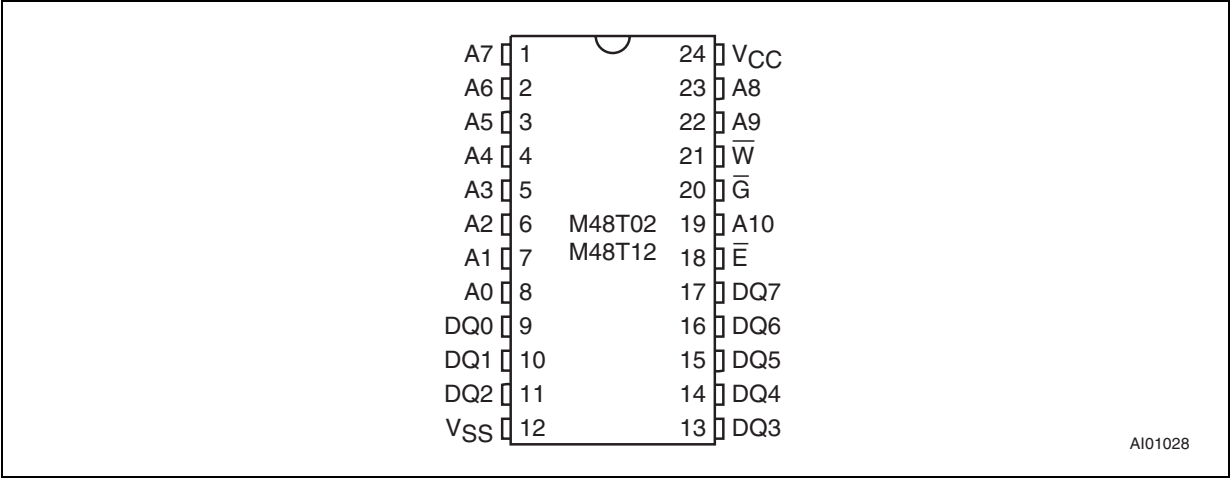 A7 1 24 VCC
A6 2 23 A8
A5 3 22 A9
A4 4 21 W̅
A3 5 20 G̅
A2 6 M48T02 19 A10
A1 7 M48T12 18 E̅
A0 8 17 DQ7
DQ0 9 16 DQ6
DQ1 10 15 DQ5
DQ2 11 14 DQ4
VSS 12 13 DQ3
AI01028